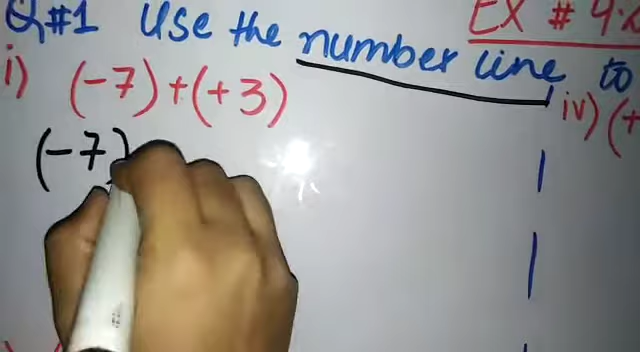 EX # 4.
Q#1 Use the number line to
i) (-7)+(+3)
iv) (+
(-7)